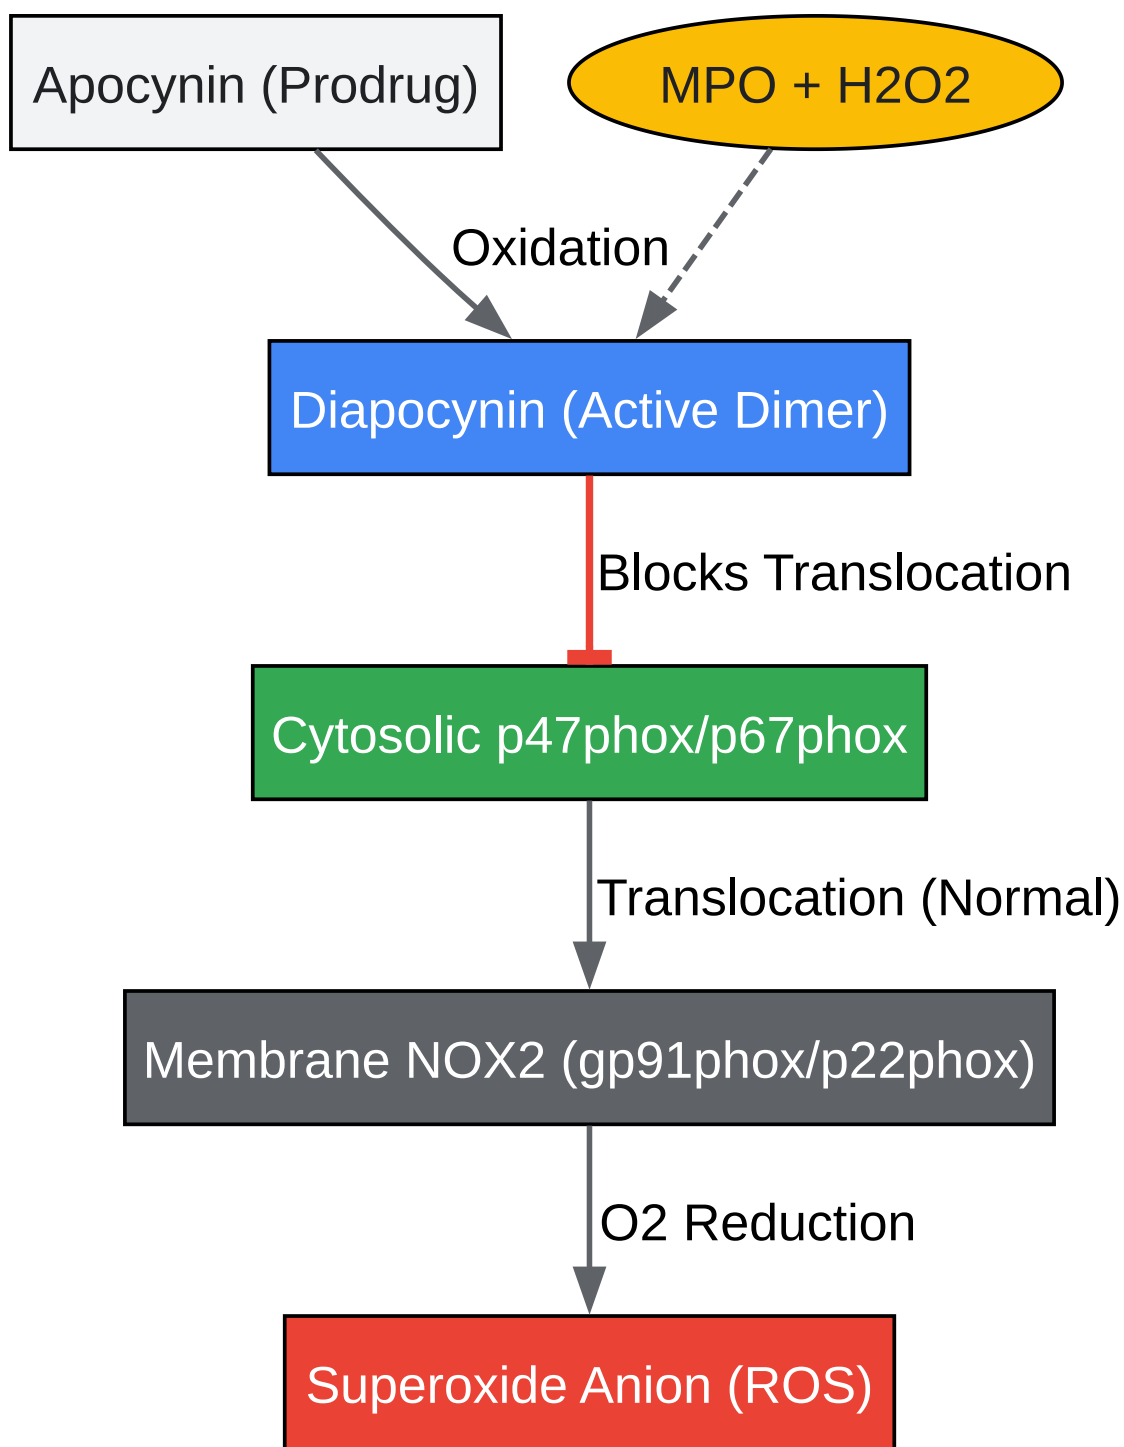 Apocynin (Prodrug)
MPO + H2O2
Oxidation
Diapocynin (Active Dimer)
Blocks Translocation
Cytosolic p47phox/p67phox
Translocation (Normal)
Membrane NOX2 (gp91phox/p22phox)
O2 Reduction
Superoxide Anion (ROS)